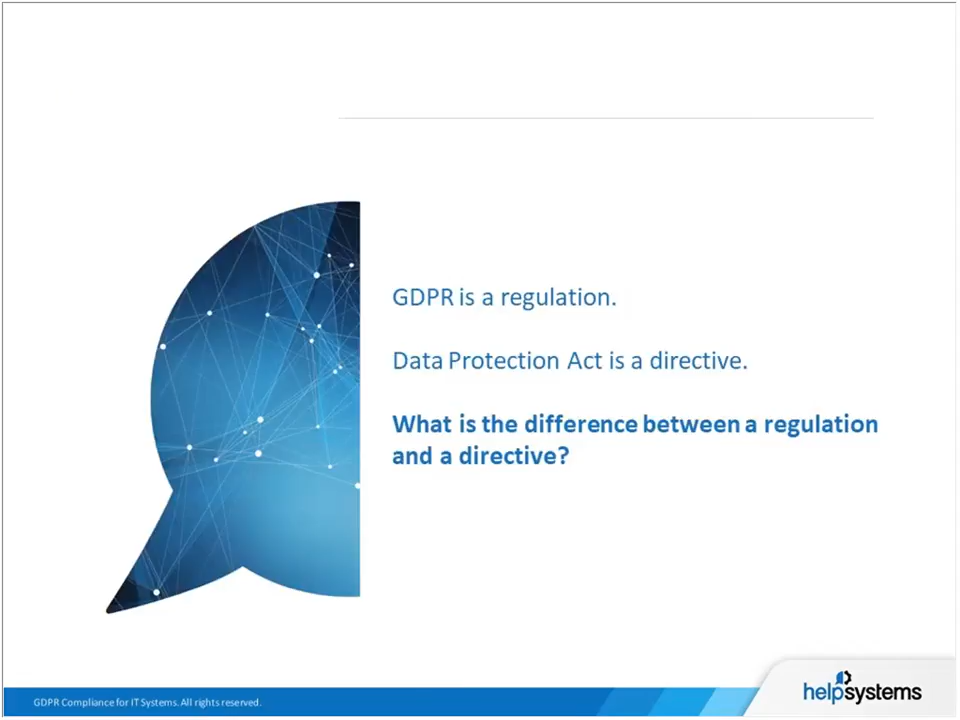 GDPR is a regulation.
Data Protection Act is a directive.
What is the difference between a regulation
and a directive?
GDPR Compliance for IT Systems. All rights reserved.
helpsystems